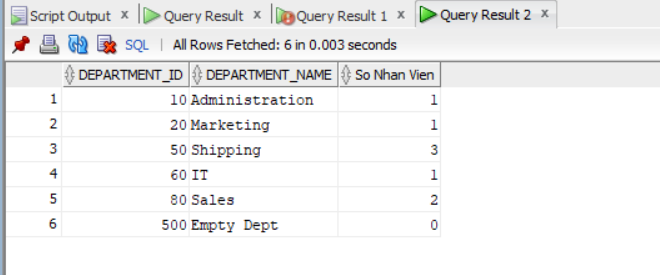 Script Output x Query Result x Query Result 1 x Query Result 2 x
SQL | All Rows Fetched: 6 in 0.003 seconds
DEPARTMENT_ID DEPARTMENT_NAME So Nhan Vien
1 10 Administration 1
2 20 Marketing 1
3 50 Shipping 3
4 60 IT 1
5 80 Sales 2
6 500 Empty Dept 0